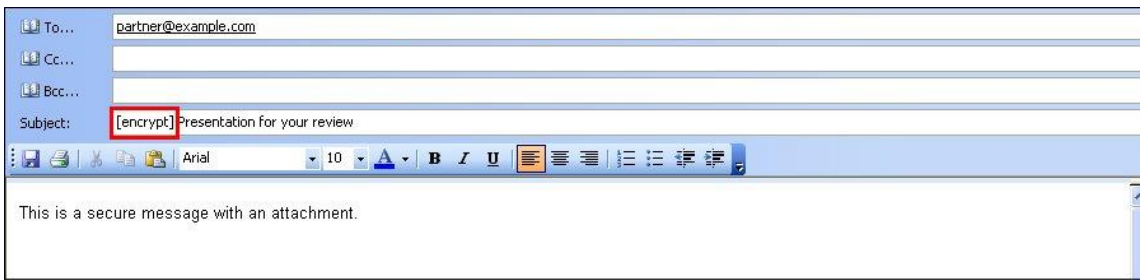 To... partner@example.com
Cc...
Bcc...
Subject: [encrypt] Presentation for your review
Arial 10 A B I U
This is a secure message with an attachment.